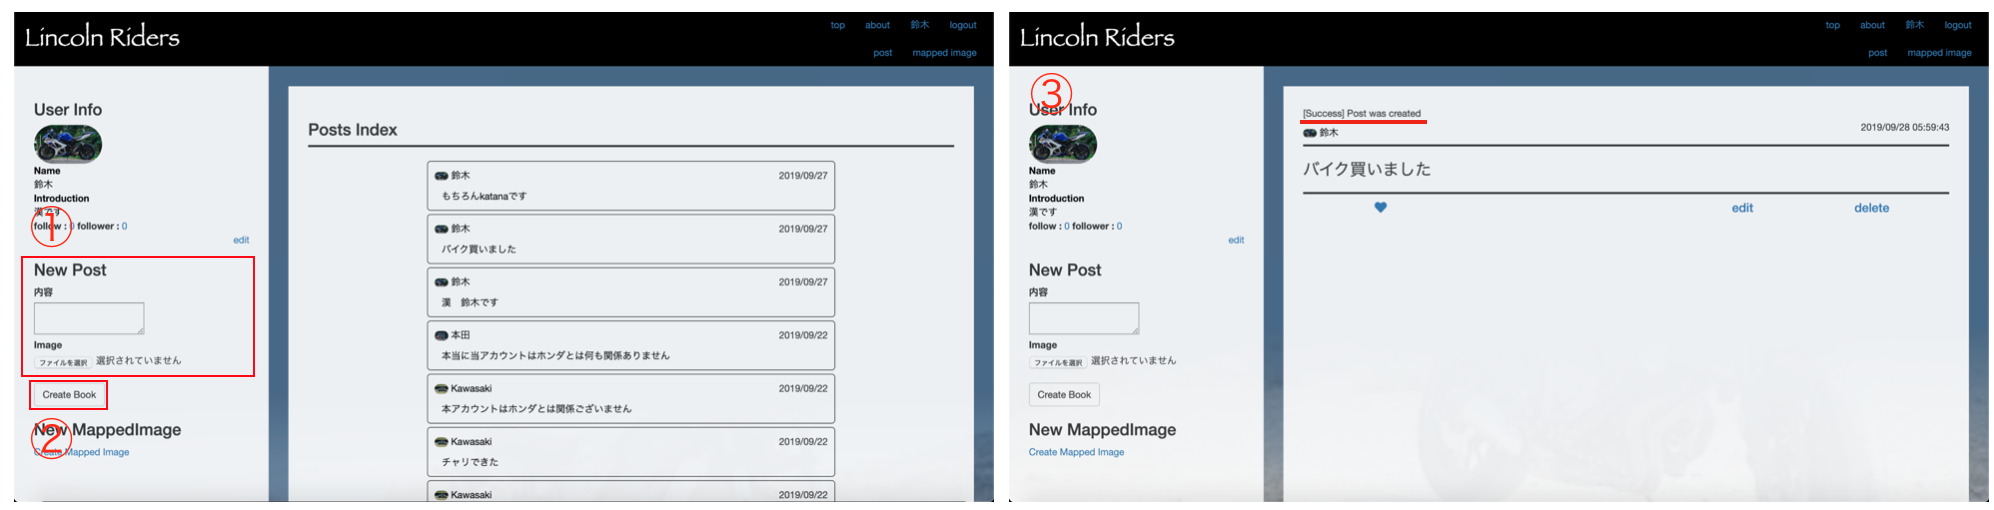 Lincoln Riders
top about 鈴木 logout
post mapped image
User Info
Name
鈴木
Introduction
漢です
①
follow : 0 follower : 0
edit
New Post
内容
Image
ファイルを選択 選択されていません
Create Book
②
New MappedImage
Create Mapped Image
Posts Index
鈴木 2019/09/27
もちろんkatanaです
鈴木 2019/09/27
バイク買いました
鈴木 2019/09/27
漢　鈴木です
本田 2019/09/22
本当に当アカウントはホンダとは何も関係ありません
Kawasaki 2019/09/22
本アカウントはホンダとは関係ございません
Kawasaki 2019/09/22
チャリできた
Kawasaki 2019/09/22
Lincoln Riders
top about 鈴木 logout
post mapped image
③
User Info
Name
鈴木
Introduction
漢です
follow : 0 follower : 0
edit
New Post
内容
Image
ファイルを選択 選択されていません
Create Book
New MappedImage
Create Mapped Image
[Success] Post was created
鈴木 2019/09/28 05:59:43
バイク買いました
edit delete